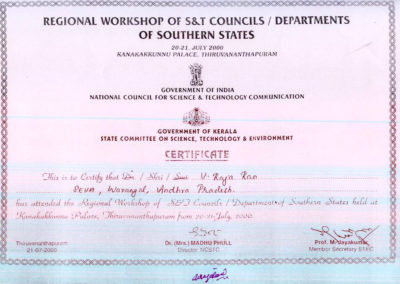 REGIONAL WORKSHOP OF S&T COUNCILS / DEPARTMENTS
OF SOUTHERN STATES
20-21, JULY 2000
KANAKAKKUNNU PALACE, THIRUVANANTHAPURAM
GOVERNMENT OF INDIA
NATIONAL COUNCIL FOR SCIENCE & TECHNOLOGY COMMUNICATION
GOVERNMENT OF KERALA
STATE COMMITTEE ON SCIENCE, TECHNOLOGY & ENVIRONMENT
CERTIFICATE
This is to Certify that Dr / Shri / Smt V. Raja Rao
PEVA, Warangal, Andhra Pradesh.
has attended the Regional Workshop of S&T Councils / Department of Southern States held at
Kanakakkunnu Palace, Thiruvananthapuram from 20-21 July, 2000.
Thiruvananthapuram
21-07-2000
Dr. (Mrs.) MADHU PHULL
Director NCSTC
Prof. M. Jayakumar
Member Secretary STEC